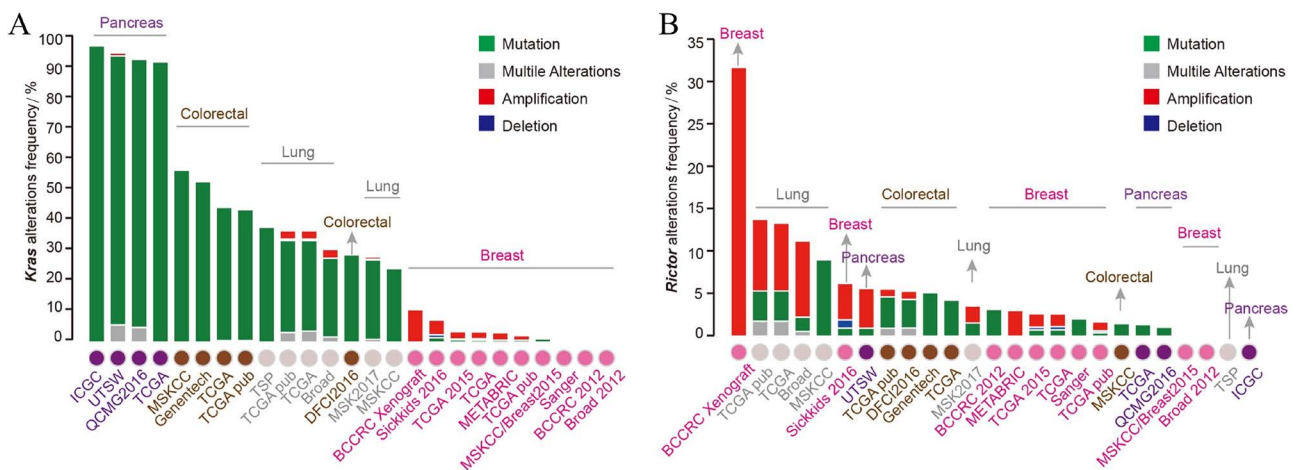 A
Pancreas
Mutation
Multile Alterations
Amplification
Deletion
Colorectal
Lung
Lung
Colorectal
Breast
Kras alterations frequency/ %
100
90
80
70
60
50
40
30
20
10
0
ICGC
UTSW
QCMG2016
TCGA
MSKCC
Genentech
TCGA
TCGA pub
TSP
TCGA pub
TCGA
Broad
DFCI2016
MSK2017
MSKCC
BCCRC Xenograft
Sickkids 2016
TCGA 2015
TCGA
METABRIC
TCGA pub
MSKCC/Breast2015
Sanger
BCCRC 2012
Broad 2012
B
Breast
Mutation
Multile Alterations
Amplification
Deletion
Lung
Breast
Pancreas
Colorectal
Lung
Breast
Colorectal
Pancreas
Breast
Lung
Pancreas
Rictor alterations frequency/ %
35
30
25
20
15
10
5
0
BCCRC Xenograft
TCGA pub
TCGA
Broad
MSKCC
Sickkids 2016
UTSW
TCGA pub
DFCI2016
Genentech
TCGA
MSK2017
BCCRC 2012
METABRIC
TCGA 2015
TCGA
Sanger
TCGA pub
MSKCC
TCGA
QCMG2016
MSKCC/Breast2015
Broad 2012
TSP
ICGC